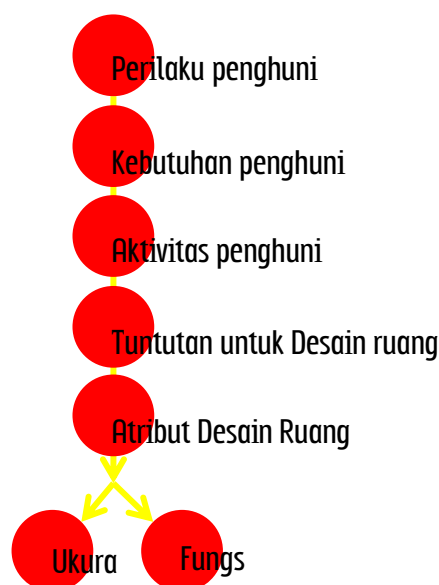 Perilaku penghuni
Kebutuhan penghuni
Aktivitas penghuni
Tuntutan untuk Desain ruang
Atribut Desain Ruang
Ukura
Fungs